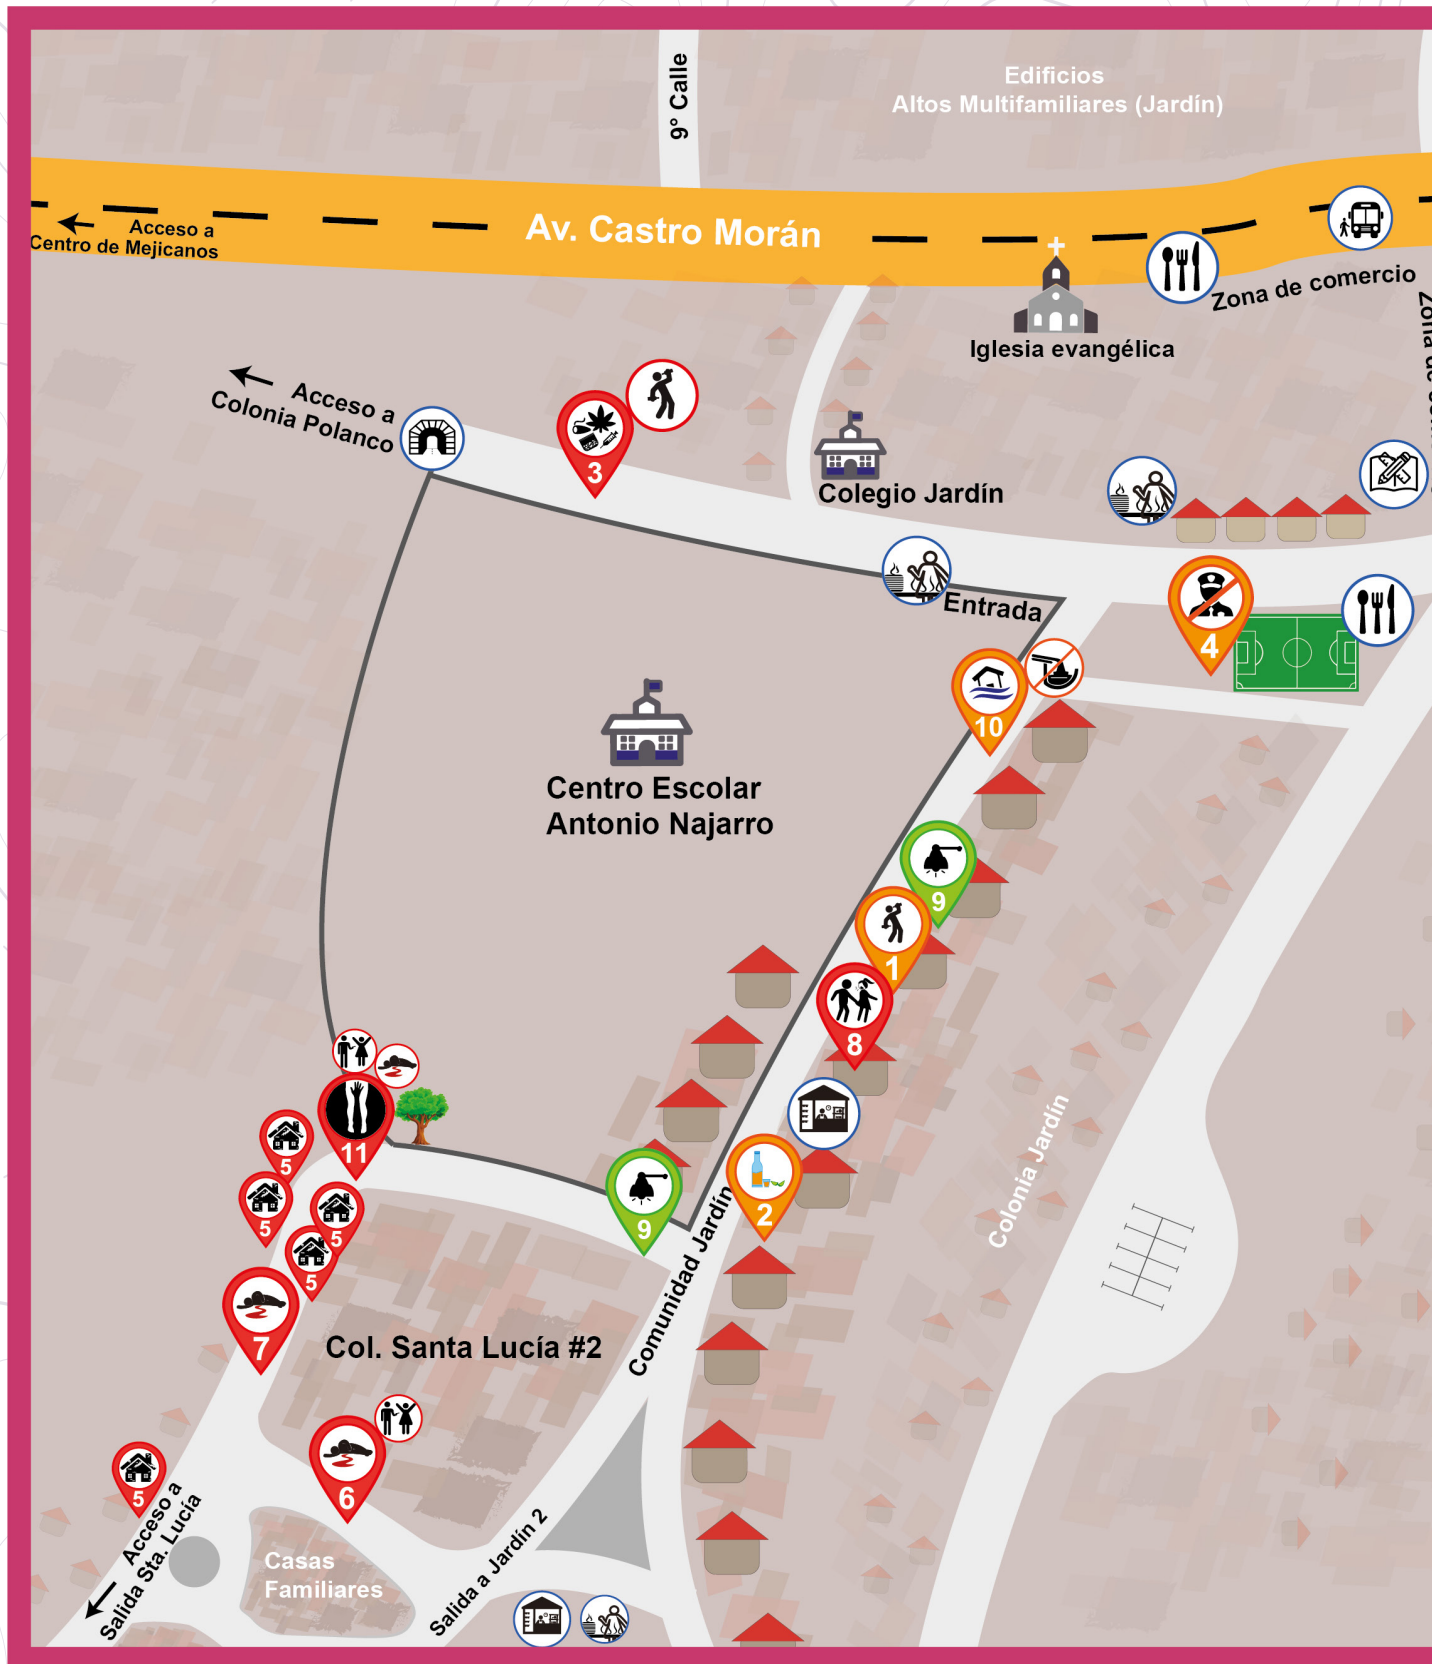 9° Calle
Edificios
Altos Multifamiliares (Jardín)
Av. Castro Morán
Acceso a
Centro de Mejicanos
Zona de comercio
Iglesia evangélica
Acceso a
Colonia Polanco
3
Colegio Jardín
Entrada
4
10
Centro Escolar
Antonio Najarro
9
1
8
11
5
5
5
5
2
9
Comunidad Jardín
Colonia Jardín
7
Col. Santa Lucía #2
6
5
Acceso a
Salida Sta. Lucía
Casas
Familiares
Salida a Jardín 2